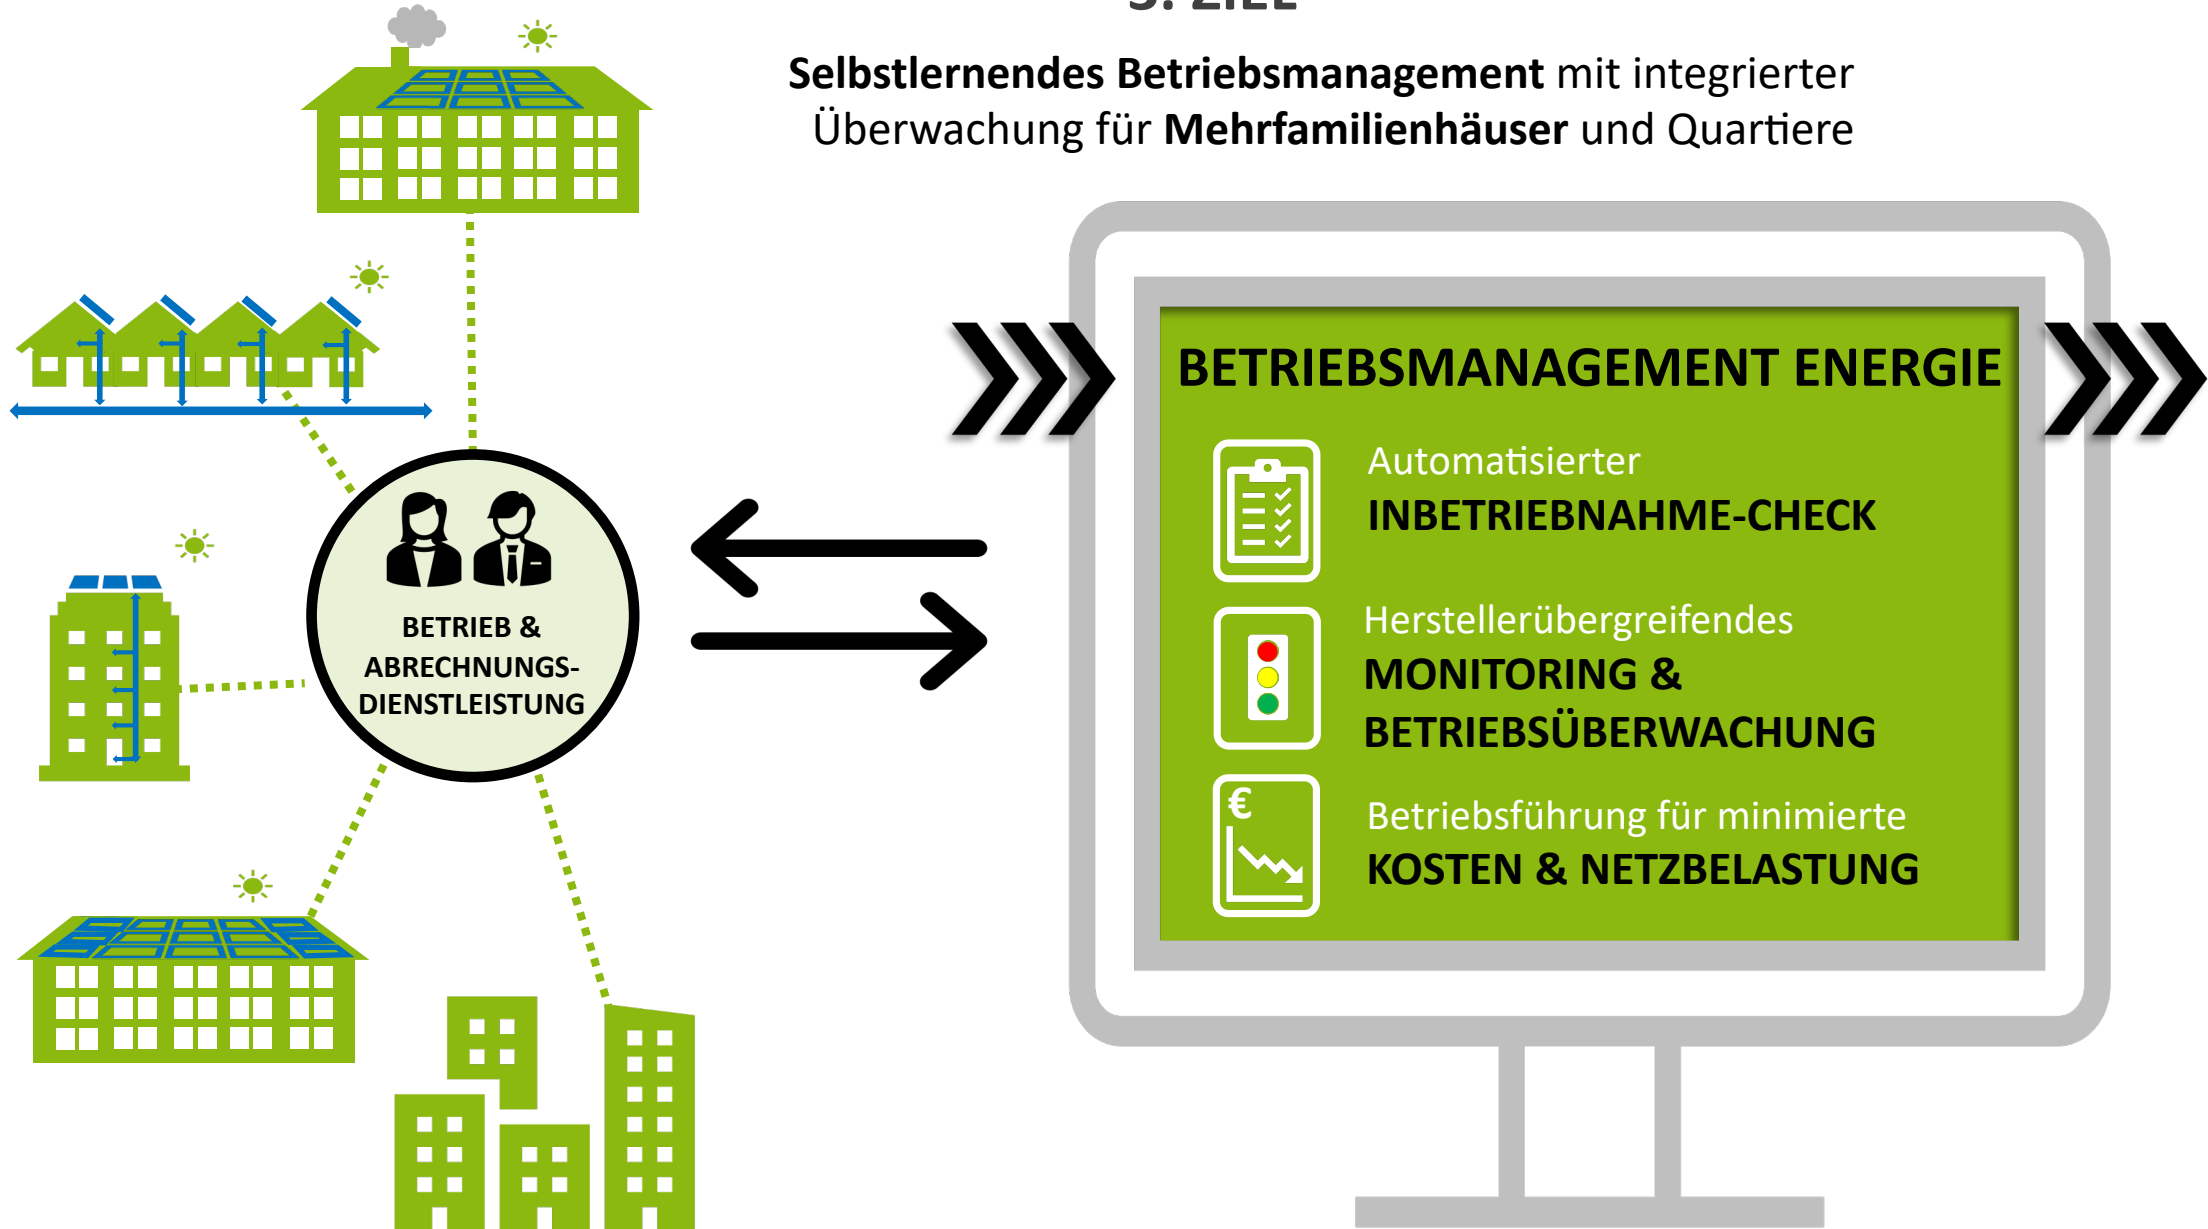 Selbstlernendes Betriebsmanagement mit integrierter
Überwachung für Mehrfamilienhäuser und Quartiere
BETRIEB &
ABRECHNUNGS-
DIENSTLEISTUNG
BETRIEBSMANAGEMENT ENERGIE
Automatisierter
INBETRIEBNAHME-CHECK
Herstellerübergreifendes
MONITORING &
BETRIEBSÜBERWACHUNG
€
Betriebsführung für minimierte
KOSTEN & NETZBELASTUNG